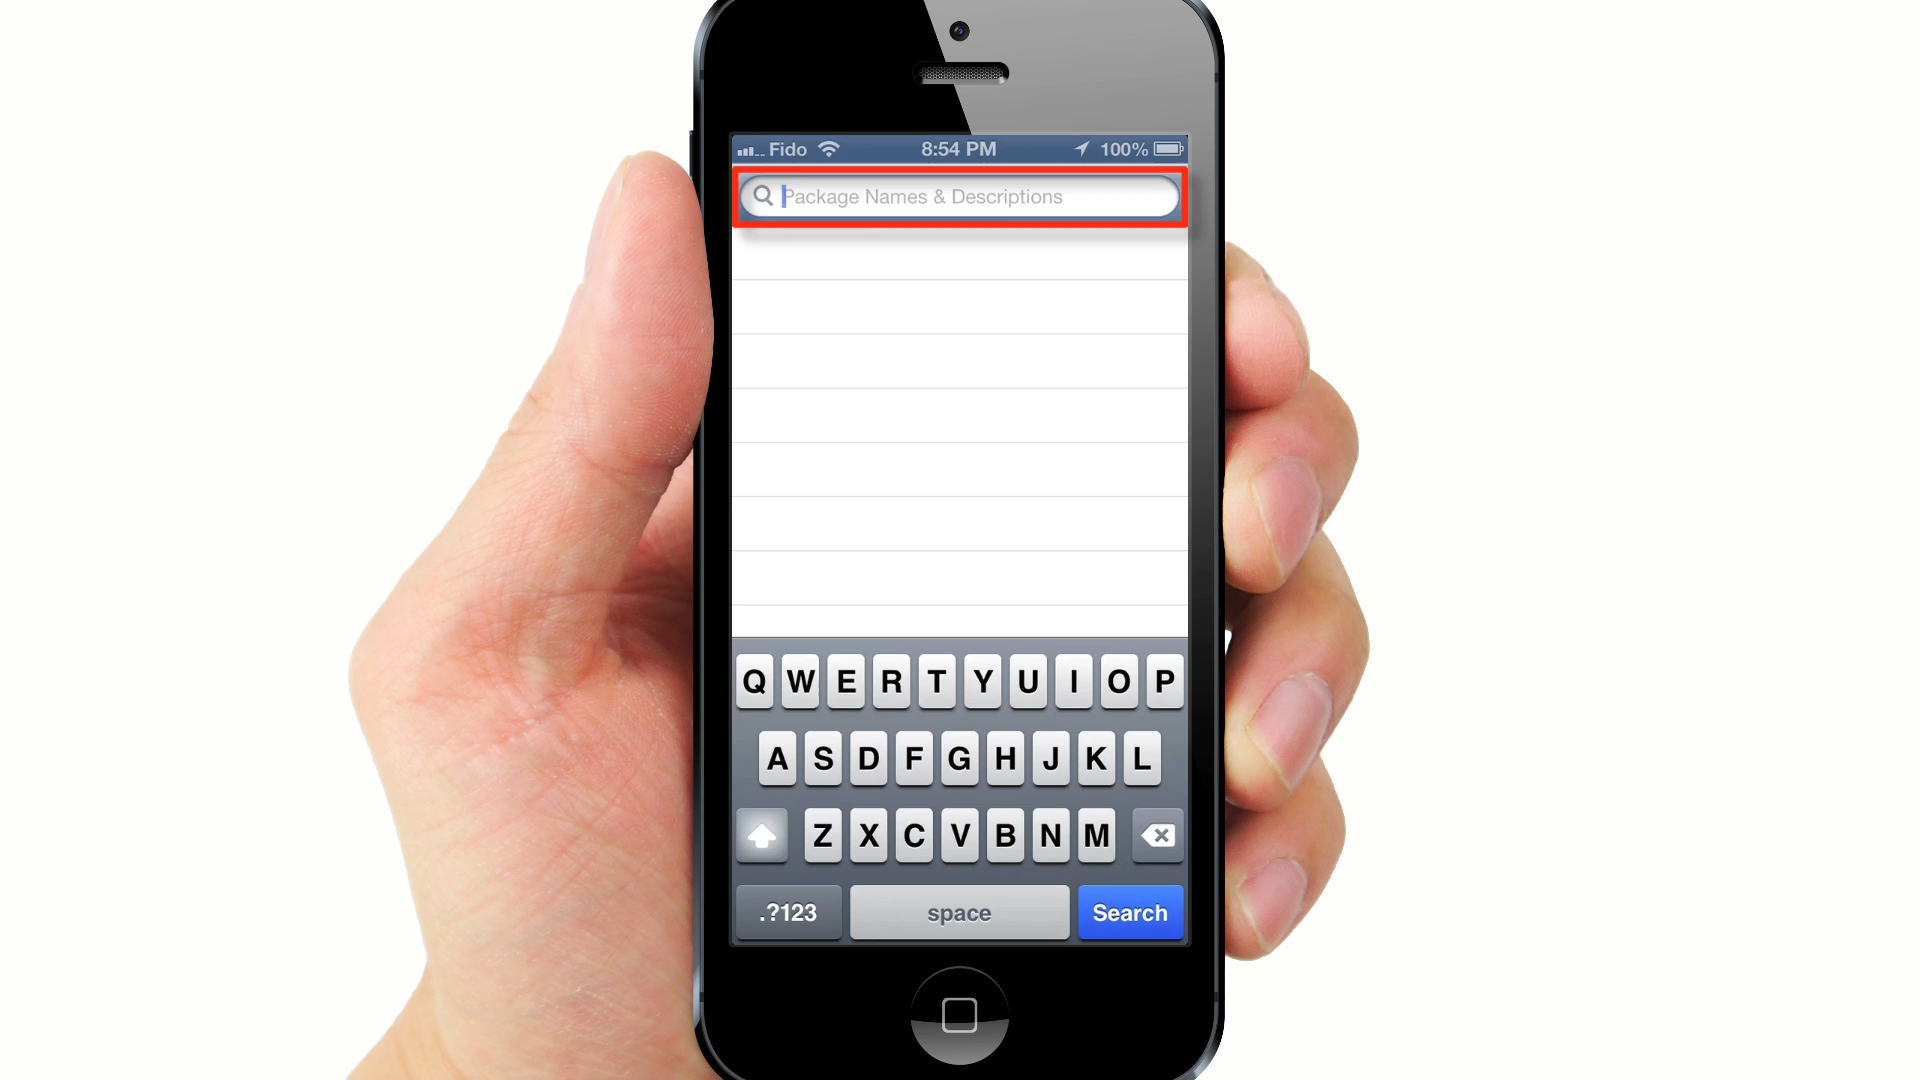 Fido 8:54 PM 100%
Package Names & Descriptions
Q W E R T Y U I O P
A S D F G H J K L
Z X C V B N M
.?123 space Search